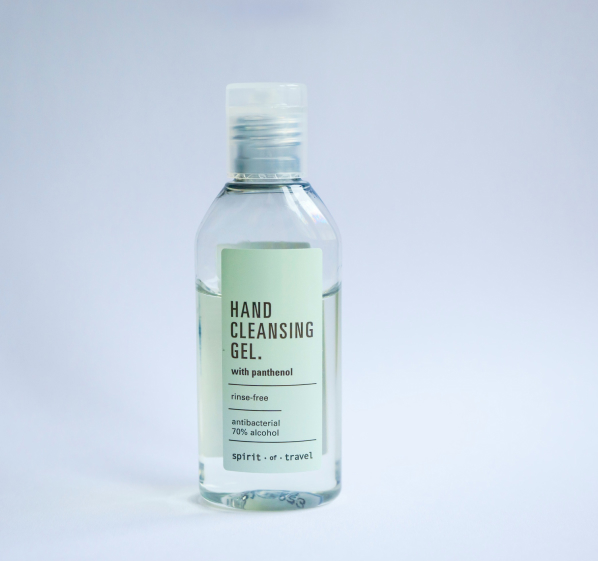 HAND
CLEANSING
GEL.
with panthenol
rinse-free
antibacterial
70% alcohol
spirit · of · travel